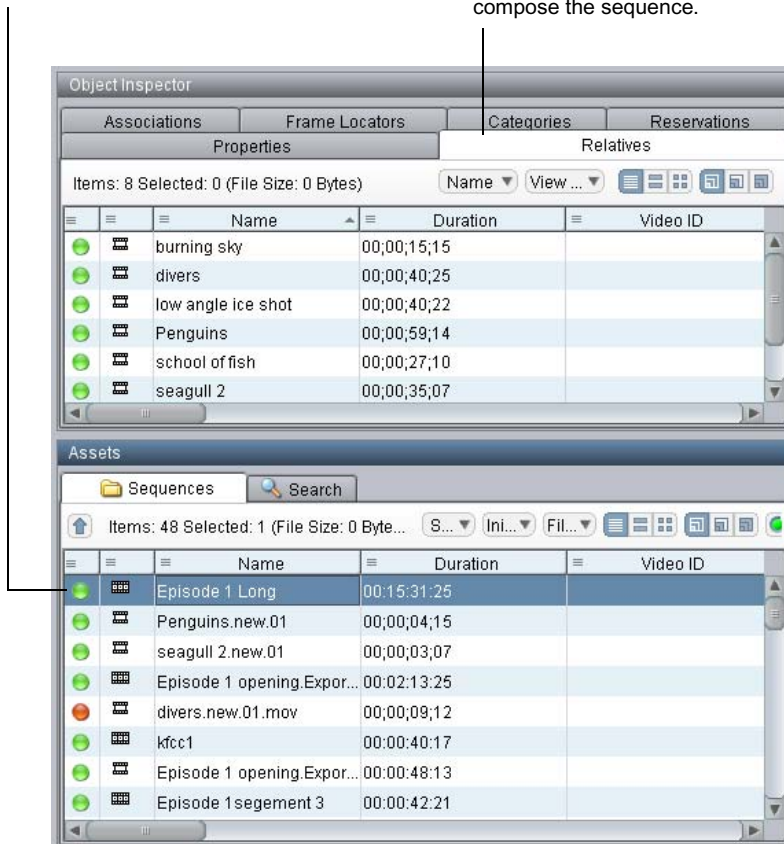 compose the sequence.
Object Inspector
Associations Frame Locators Categories Reservations
Properties Relatives
Items: 8 Selected: 0 (File Size: 0 Bytes) Name View ...
Name Duration Video ID
burning sky 00;00;15;15
divers 00;00;40;25
low angle ice shot 00;00;40;22
Penguins 00;00;59;14
school of fish 00;00;27;10
seagull 2 00;00;35;07
Assets
Sequences Search
Items: 48 Selected: 1 (File Size: 0 Byte... S... Ini... Fil...
Name Duration Video ID
Episode 1 Long 00:15:31:25
Penguins.new.01 00;00;04;15
seagull 2.new.01 00;00;03;07
Episode 1 opening.Expor... 00:02:13:25
divers.new.01.mov 00;00;09;12
kfcc1 00:00:40:17
Episode 1 opening.Expor... 00:00:48:13
Episode 1segement 3 00:00:42:21